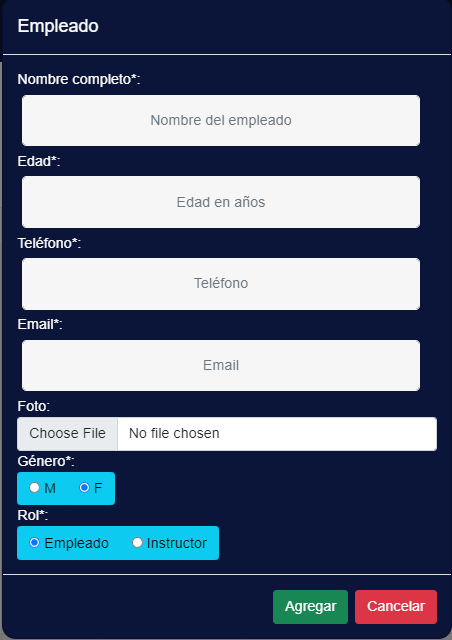 Empleado
Nombre completo*:
Nombre del empleado
Edad*:
Edad en años
Teléfono*:
Teléfono
Email*:
Email
Foto:
Choose File No file chosen
Género*:
M F
Rol*:
Empleado Instructor
Agregar Cancelar